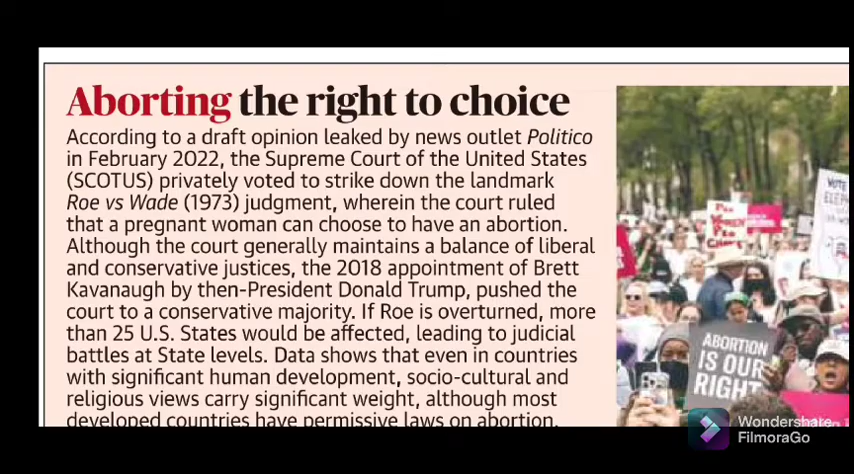 Aborting the right to choice
According to a draft opinion leaked by news outlet Politico
in February 2022, the Supreme Court of the United States
(SCOTUS) privately voted to strike down the landmark
Roe vs Wade (1973) judgment, wherein the court ruled
that a pregnant woman can choose to have an abortion.
Although the court generally maintains a balance of liberal
and conservative justices, the 2018 appointment of Brett
Kavanaugh by then-President Donald Trump, pushed the
court to a conservative majority. If Roe is overturned, more
than 25 U.S. States would be affected, leading to judicial
battles at State levels. Data shows that even in countries
with significant human development, socio-cultural and
religious views carry significant weight, although most
developed countries have permissive laws on abortion.
VOTE
ABORTION
IS OUR
RIGHT
Wondershare
FilmoraGo